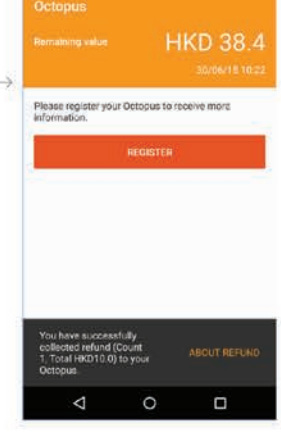 Octopus
Remaining value
HKD 38.4
30/06/18 10:22
Please register your Octopus to receive more
information.
REGISTER
You have successfully
collected refund (Count
1, Total HKD10.0) to your
Octopus.
ABOUT REFUND